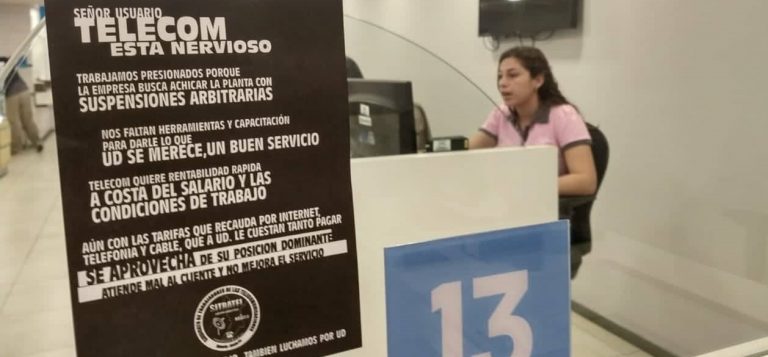 SEÑOR USUARIO
TELECOM
ESTA NERVIOSO
TRABAJAMOS PRESIONADOS PORQUE
LA EMPRESA BUSCA ACHICAR LA PLANTA CON
SUSPENSIONES ARBITRARIAS
NOS FALTAN HERRAMIENTAS Y CAPACITACIÓN
PARA DARLE LO QUE
UD SE MERECE, UN BUEN SERVICIO
TELECOM QUIERE RENTABILIDAD RAPIDA
A COSTA DEL SALARIO Y LAS
CONDICIONES DE TRABAJO
AÚN CON LAS TARIFAS QUE RECAUDA POR INTERNET,
TELEFONIA Y CABLE, QUE A UD. LE CUESTAN TANTO PAGAR
SE APROVECHA DE SU POSICION DOMINANTE
ATIENDE MAL AL CLIENTE Y NO MEJORA EL SERVICIO
SITRATEL
TAMBIEN LUCHAMOS POR UD
13